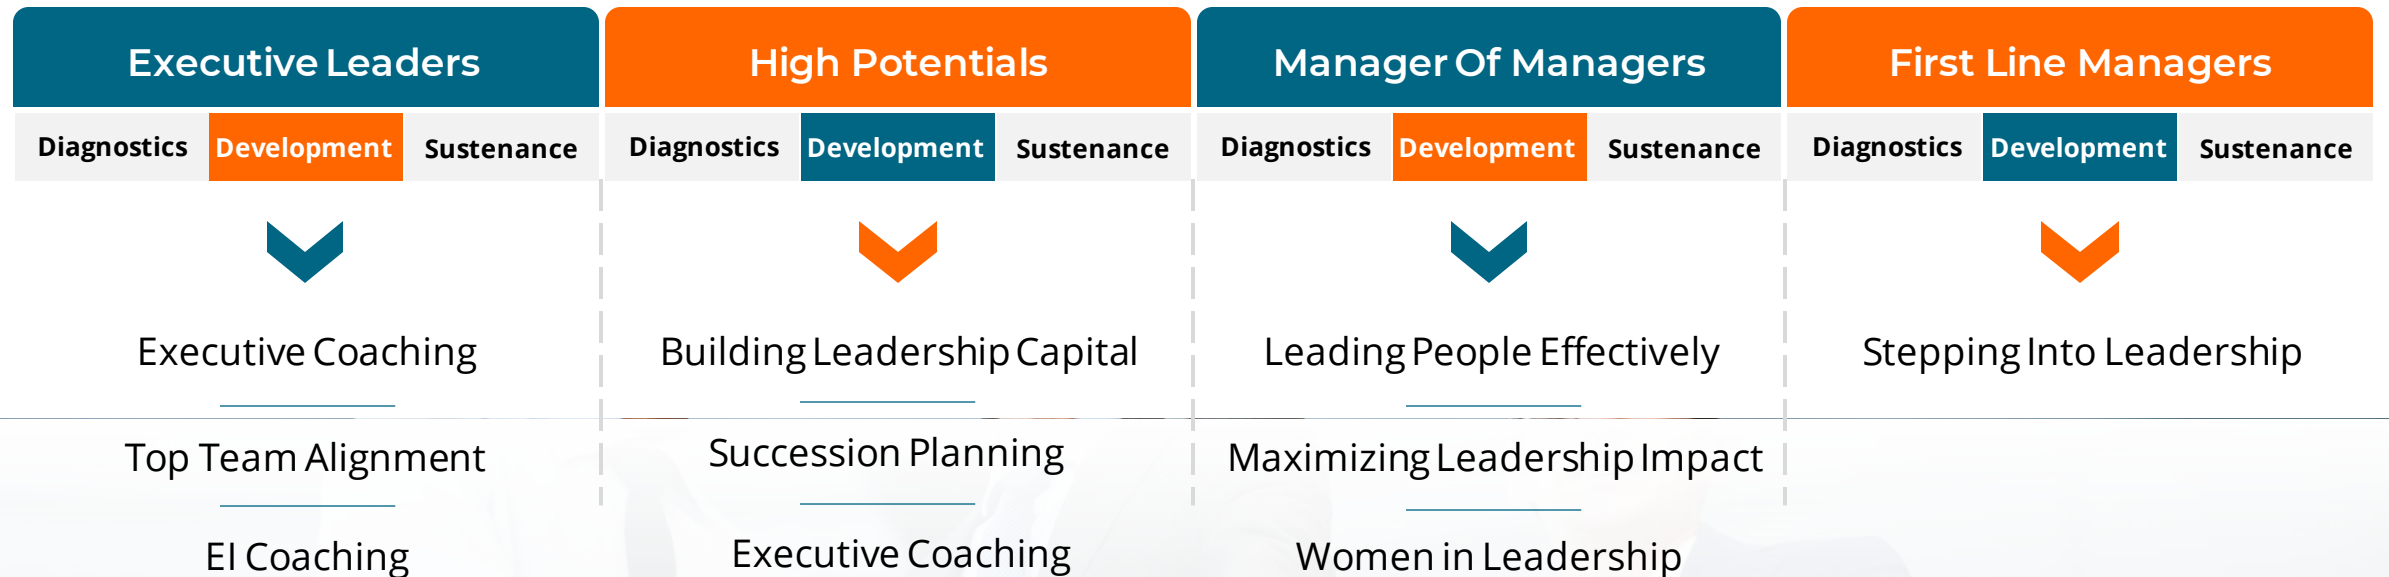 Executive Leaders
High Potentials
Manager Of Managers
First Line Managers
Diagnostics Development Sustenance
Diagnostics Development Sustenance
Diagnostics Development Sustenance
Diagnostics Development Sustenance
Executive Coaching
Building Leadership Capital
Leading People Effectively
Stepping Into Leadership
Top Team Alignment
Succession Planning
Maximizing Leadership Impact
EI Coaching
Executive Coaching
Women in Leadership